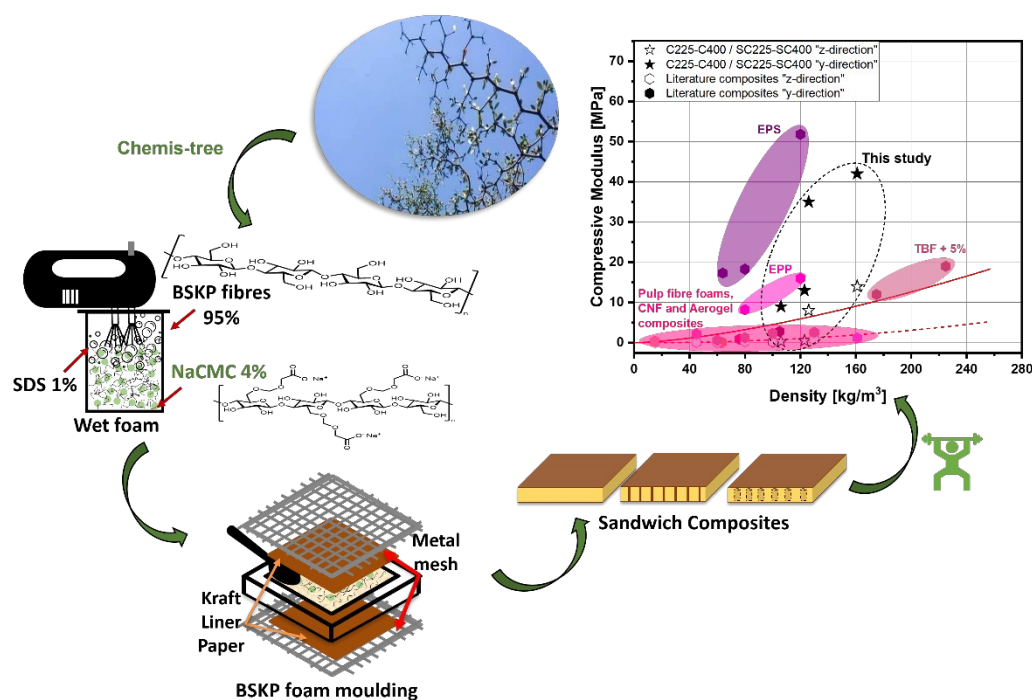 Chemis-tree
BSKP fibres
95%
SDS 1%
NaCMC 4%
Wet foam
OH
HO
O
n
Na⁺
Metal
mesh
Kraft
Liner
Paper
BSKP foam moulding
Sandwich Composites
C225-C400 / SC225-SC400 "z-direction"
C225-C400 / SC225-SC400 "y-direction"
Literature composites "z-direction"
Literature composites "y-direction"
Compressive Modulus [MPa]
70
60
50
40
30
20
10
0
EPS
This study
EPP
TBF + 5%
Pulp fibre foams,
CNF and Aerogel
composites
0 40 80 120 160 200 240 280
Density [kg/m³]